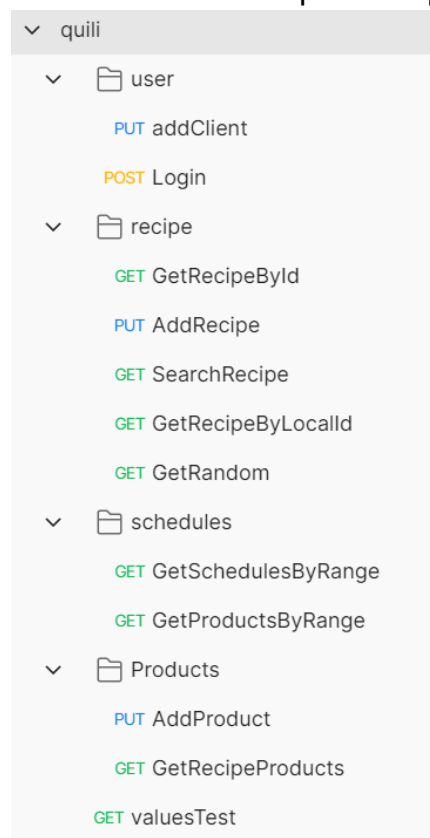 quili
user
PUT addClient
POST Login
recipe
GET GetRecipeById
PUT AddRecipe
GET SearchRecipe
GET GetRecipeByLocalId
GET GetRandom
schedules
GET GetSchedulesByRange
GET GetProductsByRange
Products
PUT AddProduct
GET GetRecipeProducts
GET valuesTest